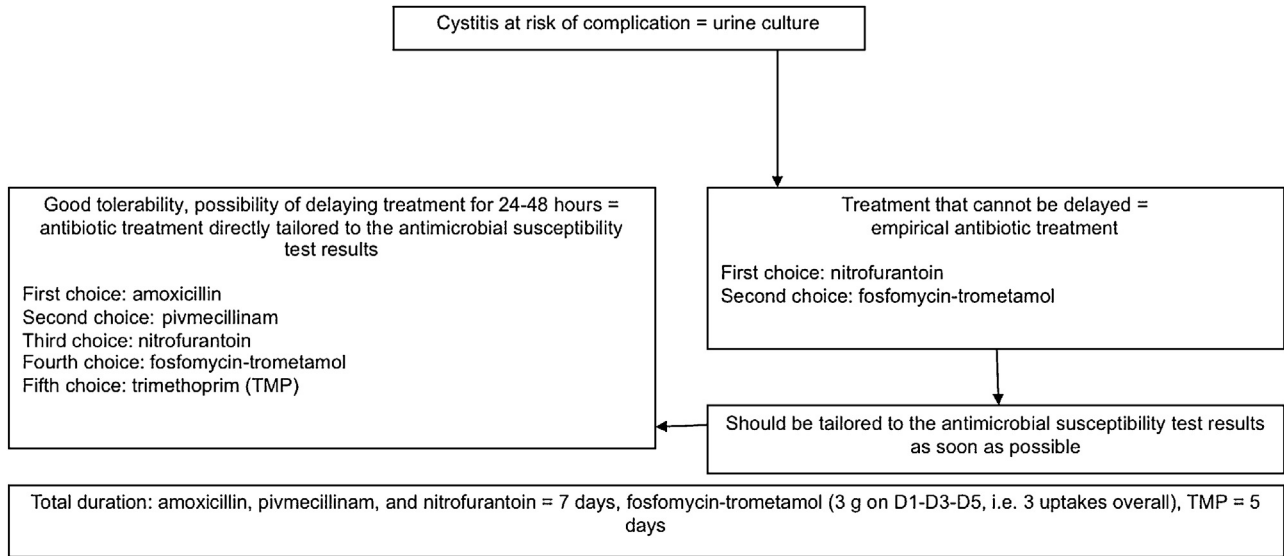 Cystitis at risk of complication = urine culture
Good tolerability, possibility of delaying treatment for 24-48 hours =
antibiotic treatment directly tailored to the antimicrobial susceptibility
test results
First choice: amoxicillin
Second choice: pivmecillinam
Third choice: nitrofurantoin
Fourth choice: fosfomycin-trometamol
Fifth choice: trimethoprim (TMP)
Treatment that cannot be delayed =
empirical antibiotic treatment
First choice: nitrofurantoin
Second choice: fosfomycin-trometamol
Should be tailored to the antimicrobial susceptibility test results
as soon as possible
Total duration: amoxicillin, pivmecillinam, and nitrofurantoin = 7 days, fosfomycin-trometamol (3 g on D1-D3-D5, i.e. 3 uptakes overall), TMP = 5
days